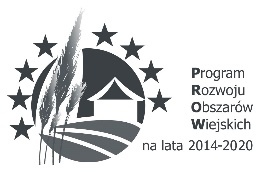 Program
Rozwoju
Obszarów
Wiejskich
na lata 2014-2020